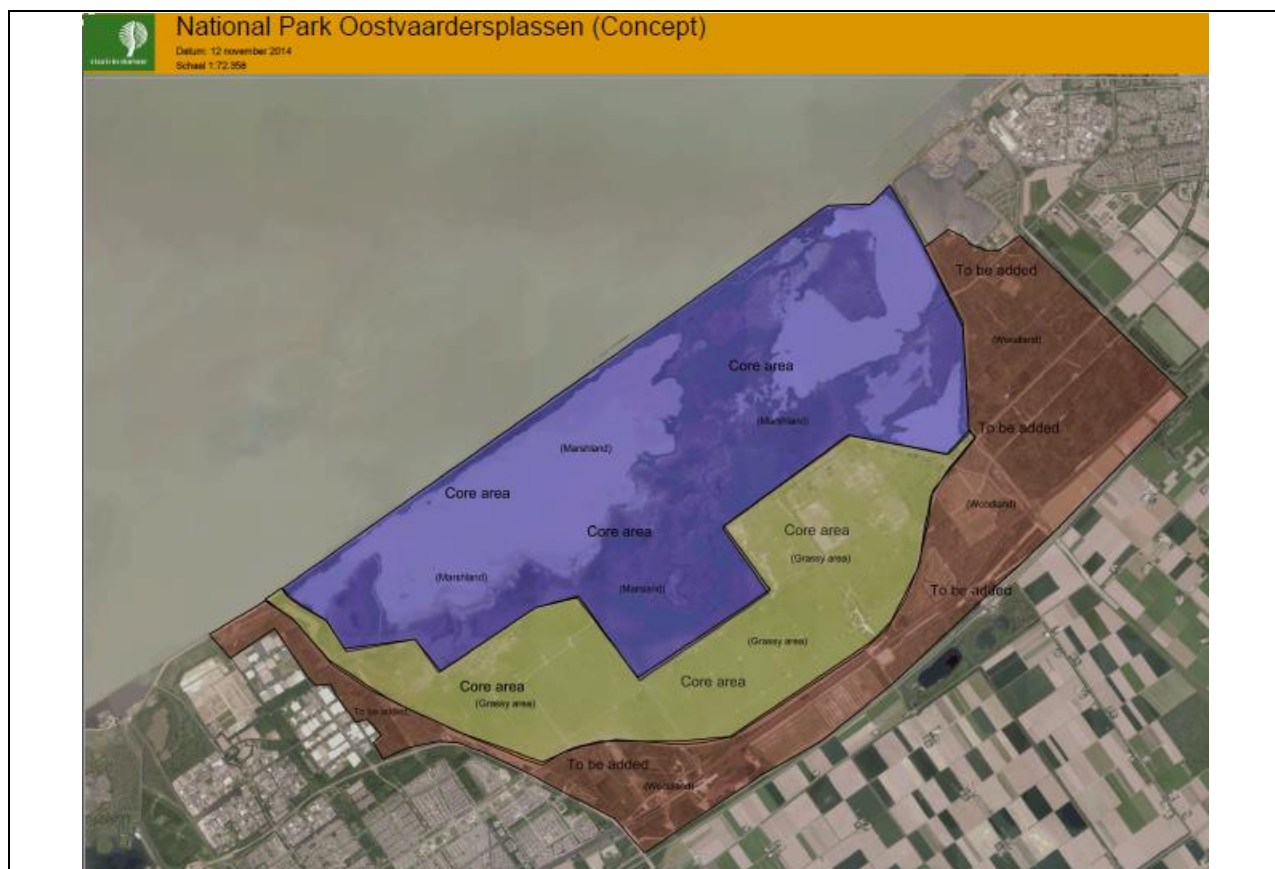 National Park Oostvaardersplassen (Concept)
Datum: 12 november 2014
Schaal 1:72.358
To be added
(Woodland)
Core area
(Marshland)
To be added
(Marshland)
Core area
(Woodland)
Core area
Core area
(Grassy area)
(Marshland)
(Marsland)
To be added
(Grassy area)
Core area
Core area
(Grassy area)
To be added
To be added
(Woodland)